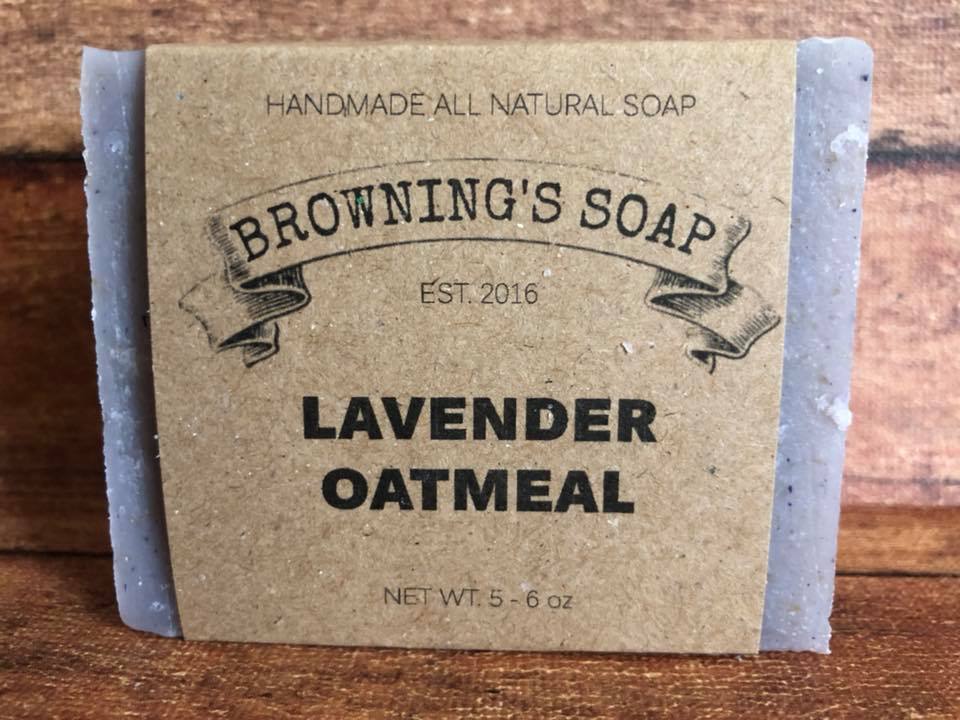 HANDMADE ALL NATURAL SOAP
BROWNING'S SOAP
EST. 2016
LAVENDER
OATMEAL
NET WT. 5 - 6 oz